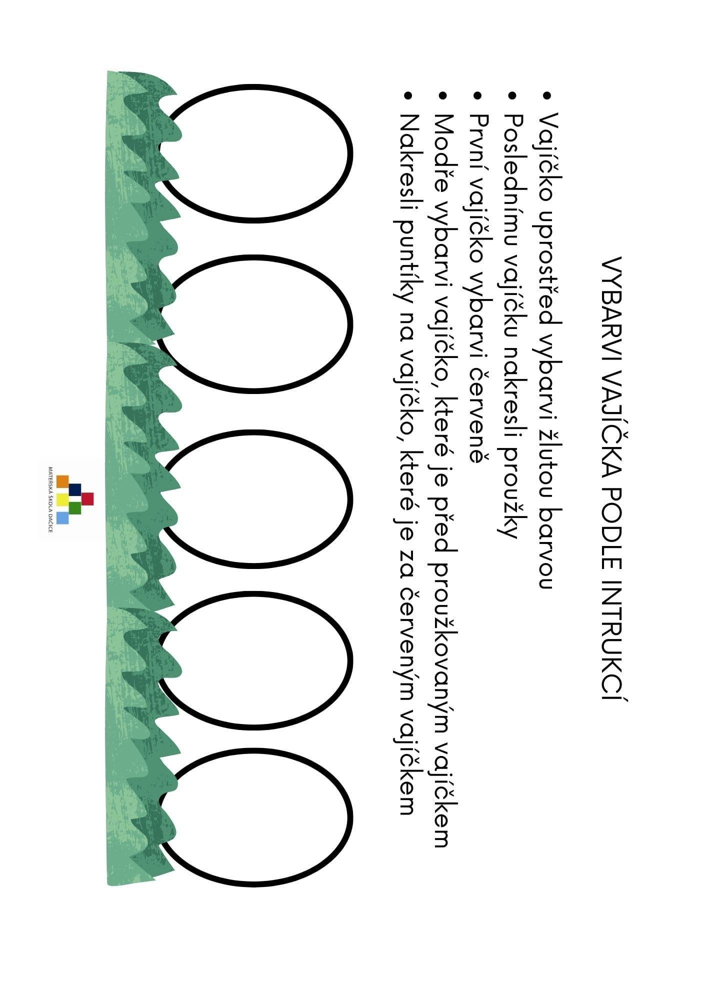 VYBARVI VAJÍČKA PODLE INTRUKCÍ
• Vajíčko uprostřed vybarvi žlutou barvou
• Poslednímu vajíčku nakresli proužky
• První vajíčko vybarvi červeně
• Modře vybarvi vajíčko, které je před proužkovaným vajíčkem
• Nakresli puntíky na vajíčko, které je za červeným vajíčkem
MATEŘSKÁ ŠKOLA DAČICE